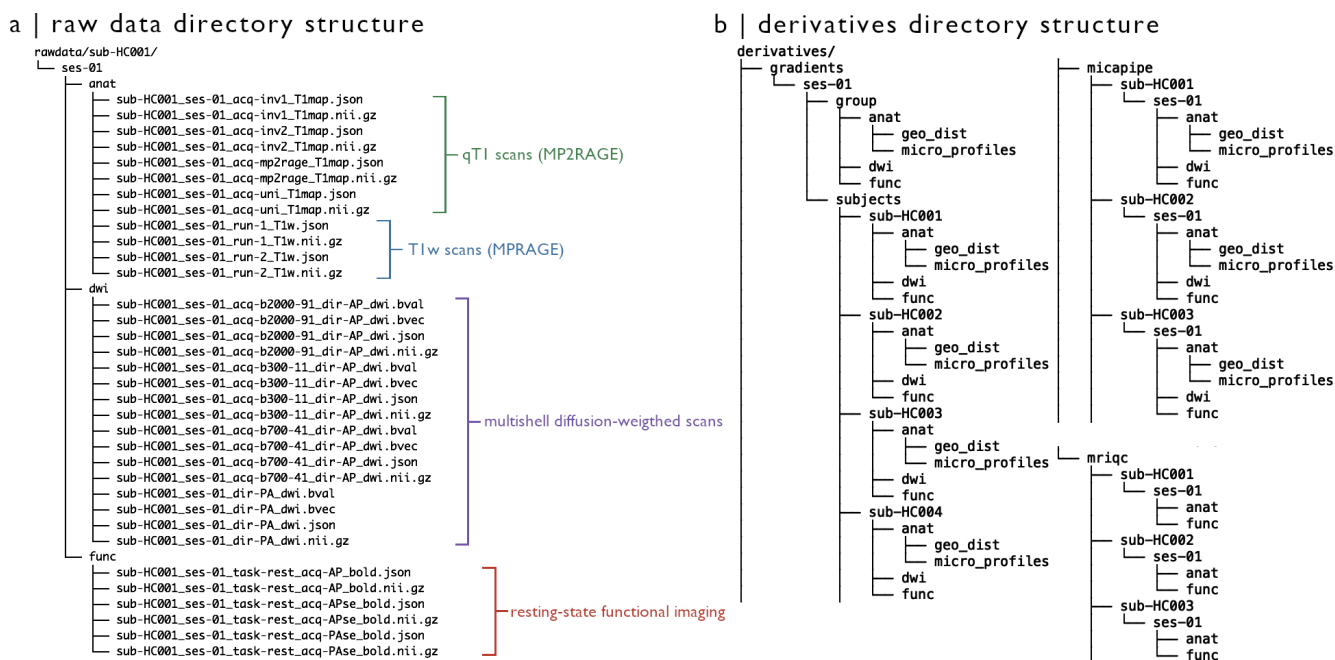 a | raw data directory structure
rawdata/sub-HC001/
ses-01
anat
sub-HC001_ses-01_acq-inv1_T1map.json
sub-HC001_ses-01_acq-inv1_T1map.nii.gz
sub-HC001_ses-01_acq-inv2_T1map.json
sub-HC001_ses-01_acq-inv2_T1map.nii.gz
sub-HC001_ses-01_acq-mp2rage_T1map.json
sub-HC001_ses-01_acq-mp2rage_T1map.nii.gz
sub-HC001_ses-01_acq-uni_T1map.json
sub-HC001_ses-01_acq-uni_T1map.nii.gz
qT1 scans (MP2RAGE)
sub-HC001_ses-01_run-1_T1w.json
sub-HC001_ses-01_run-1_T1w.nii.gz
sub-HC001_ses-01_run-2_T1w.json
sub-HC001_ses-01_run-2_T1w.nii.gz
T1w scans (MPRAGE)
dwi
sub-HC001_ses-01_acq-b2000-91_dir-AP_dwi.bval
sub-HC001_ses-01_acq-b2000-91_dir-AP_dwi.bvec
sub-HC001_ses-01_acq-b2000-91_dir-AP_dwi.json
sub-HC001_ses-01_acq-b2000-91_dir-AP_dwi.nii.gz
sub-HC001_ses-01_acq-b300-11_dir-AP_dwi.bval
sub-HC001_ses-01_acq-b300-11_dir-AP_dwi.bvec
sub-HC001_ses-01_acq-b300-11_dir-AP_dwi.json
sub-HC001_ses-01_acq-b300-11_dir-AP_dwi.nii.gz
sub-HC001_ses-01_acq-b700-41_dir-AP_dwi.bval
sub-HC001_ses-01_acq-b700-41_dir-AP_dwi.bvec
sub-HC001_ses-01_acq-b700-41_dir-AP_dwi.json
sub-HC001_ses-01_acq-b700-41_dir-AP_dwi.nii.gz
sub-HC001_ses-01_dir-PA_dwi.bval
sub-HC001_ses-01_dir-PA_dwi.bvec
sub-HC001_ses-01_dir-PA_dwi.json
sub-HC001_ses-01_dir-PA_dwi.nii.gz
multishell diffusion-weigthed scans
func
sub-HC001_ses-01_task-rest_acq-AP_bold.json
sub-HC001_ses-01_task-rest_acq-AP_bold.nii.gz
sub-HC001_ses-01_task-rest_acq-APse_bold.json
sub-HC001_ses-01_task-rest_acq-APse_bold.nii.gz
sub-HC001_ses-01_task-rest_acq-PAse_bold.json
sub-HC001_ses-01_task-rest_acq-PAse_bold.nii.gz
resting-state functional imaging
b | derivatives directory structure
derivatives/
gradients
ses-01
group
anat
geo_dist
micro_profiles
dwi
func
subjects
sub-HC001
anat
geo_dist
micro_profiles
dwi
func
sub-HC002
anat
geo_dist
micro_profiles
dwi
func
sub-HC003
anat
geo_dist
micro_profiles
dwi
func
sub-HC004
anat
geo_dist
micro_profiles
dwi
func
micapipe
sub-HC001
ses-01
anat
geo_dist
micro_profiles
dwi
func
sub-HC002
ses-01
anat
geo_dist
micro_profiles
dwi
func
sub-HC003
ses-01
anat
geo_dist
micro_profiles
dwi
func
mriqc
sub-HC001
ses-01
anat
func
sub-HC002
ses-01
anat
func
sub-HC003
ses-01
anat
func